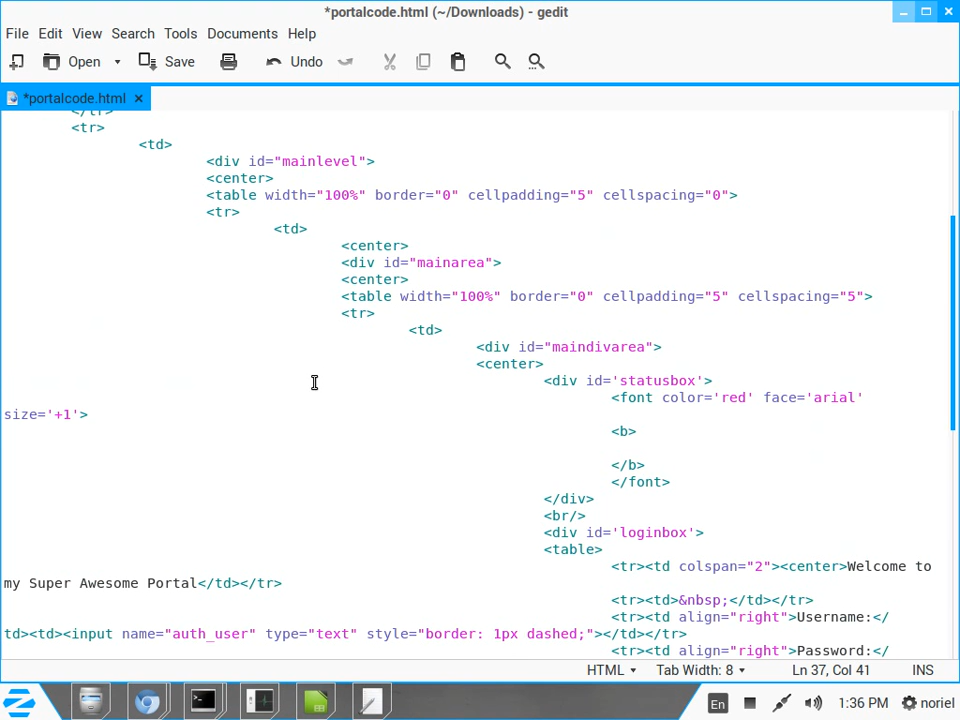 *portalcode.html (~/Downloads) - gedit
File Edit View Search Tools Documents Help
Open Save Undo
*portalcode.html ×
</tr>
<tr>
<td>
<div id="mainlevel">
<center>
<table width="100%" border="0" cellpadding="5" cellspacing="0">
<tr>
<td>
<center>
<div id="mainarea">
<center>
<table width="100%" border="0" cellpadding="5" cellspacing="5">
<tr>
<td>
<div id="maindivarea">
<center>
<div id='statusbox'>
<font color='red' face='arial'
size='+1'>
<b>
</b>
</font>
</div>
<br/>
<div id='loginbox'>
<table>
<tr><td colspan="2"><center>Welcome to
my Super Awesome Portal</td></tr>
<tr><td>&nbsp;</td></tr>
<tr><td align="right">Username:</
td><td><input name="auth_user" type="text" style="border: 1px dashed;"></td></tr>
<tr><td align="right">Password:</
HTML Tab Width: 8 Ln 37, Col 41 INS
En 1:36 PM noriel